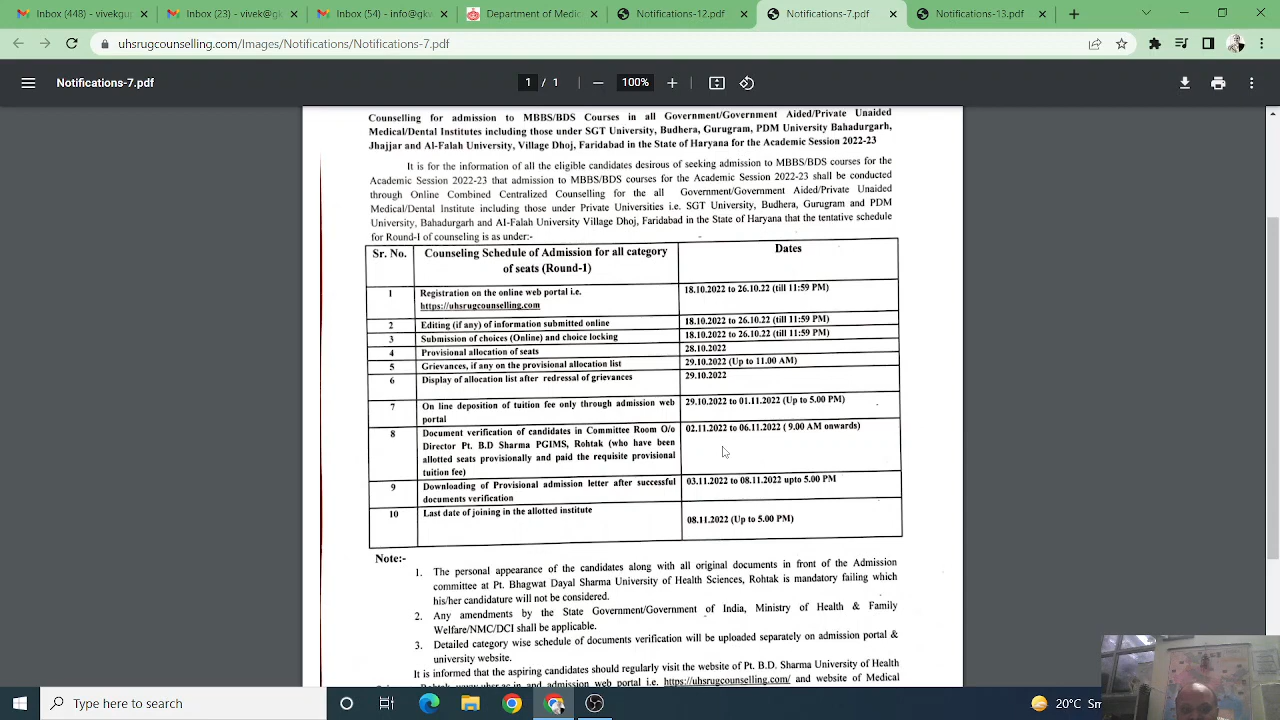 Inbox (448) - vivekgu:
Inbox (23) - vivek@gk
Inbox (54) - info@gkw
Department of Medic
Notifications-12.pdf
Notifications-7.pdf
Notifications-13.pdf
uhsrugcounselling.com/Images/Notifications/Notifications-7.pdf
Notifications-7.pdf
1 / 1
100%
Counselling for admission to MBBS/BDS Courses in all Government/Government Aided/Private Unaided
Medical/Dental Institutes including those under SGT University, Budhera, Gurugram, PDM University Bahadurgarh,
Jhajjar and Al-Falah University, Village Dhoj, Faridabad in the State of Haryana for the Academic Session 2022-23
It is for the information of all the eligible candidates desirous of seeking admission to MBBS/BDS courses for the
Academic Session 2022-23 that admission to MBBS/BDS courses for the Academic Session 2022-23 shall be conducted
through Online Combined Centralized Counselling for the all Government/Government Aided/Private Unaided
Medical/Dental Institute including those under Private Universities i.e. SGT University, Budhera, Gurugram and PDM
University, Bahadurgarh and Al-Falah University Village Dhoj, Faridabad in the State of Haryana that the tentative schedule
for Round-I of counseling is as under:-
Sr. No. Counseling Schedule of Admission for all category Dates
of seats (Round-1)
1 Registration on the online web portal i.e. 18.10.2022 to 26.10.22 (till 11:59 PM)
https://uhsrugcounselling.com
2 Editing (if any) of information submitted online 18.10.2022 to 26.10.22 (till 11:59 PM)
3 Submission of choices (Online) and choice locking 18.10.2022 to 26.10.22 (till 11:59 PM)
4 Provisional allocation of seats 28.10.2022
5 Grievances, if any on the provisional allocation list 29.10.2022 (Up to 11.00 AM)
6 Display of allocation list after redressal of grievances 29.10.2022
7 On line deposition of tuition fee only through admission web 29.10.2022 to 01.11.2022 (Up to 5.00 PM)
portal
8 Document verification of candidates in Committee Room O/o 02.11.2022 to 06.11.2022 ( 9.00 AM onwards)
Director Pt. B.D Sharma PGIMS, Rohtak (who have been
allotted seats provisionally and paid the requisite provisional
tuition fee)
9 Downloading of Provisional admission letter after successful 03.11.2022 to 08.11.2022 upto 5.00 PM
documents verification
10 Last date of joining in the allotted institute 08.11.2022 (Up to 5.00 PM)
Note:-
1. The personal appearance of the candidates along with all original documents in front of the Admission
committee at Pt. Bhagwat Dayal Sharma University of Health Sciences, Rohtak is mandatory failing which
his/her candidature will not be considered.
2. Any amendments by the State Government/Government of India, Ministry of Health & Family
Welfare/NMC/DCI shall be applicable.
3. Detailed category wise schedule of documents verification will be uploaded separately on admission portal &
university website.
It is informed that the aspiring candidates should regularly visit the website of Pt. B.D. Sharma University of Health
and admission web portal i.e. https://uhsrugcounselling.com/ and website of Medical
Type here to search
20°C Sm